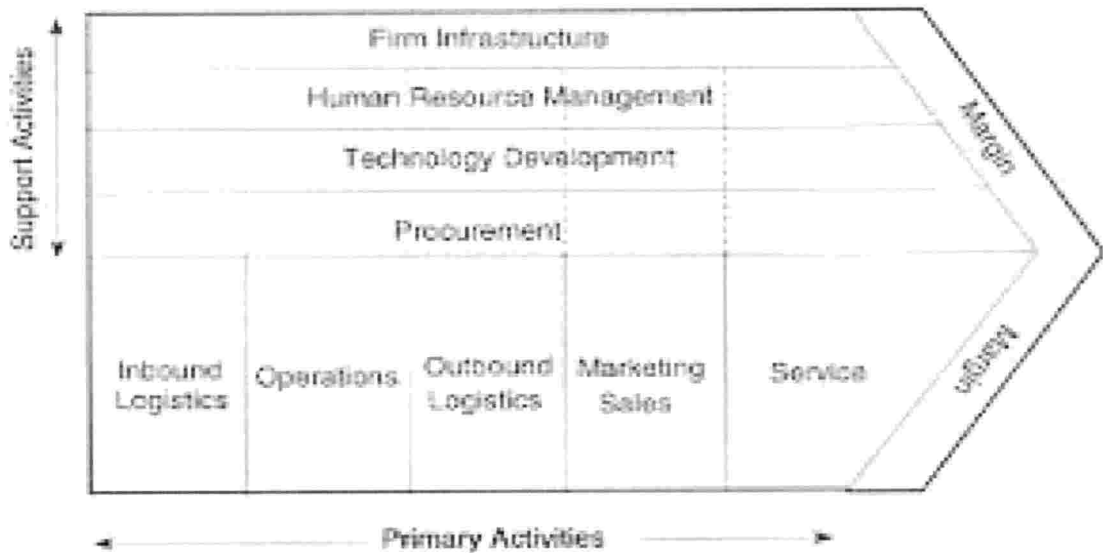 Support Activities
Firm Infrastructure
Human Resource Management
Technology Development
Procurement
Margin
Inbound
Logistics
Operations
Outbound
Logistics
Marketing
Sales
Service
Margin
Primary Activities